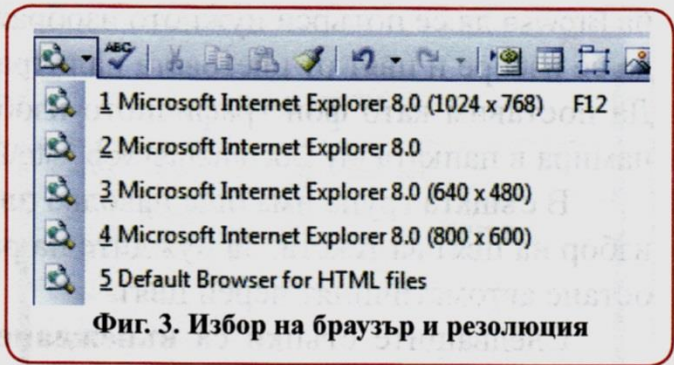 ABC
1 Microsoft Internet Explorer 8.0 (1024 x 768) F12
2 Microsoft Internet Explorer 8.0
3 Microsoft Internet Explorer 8.0 (640 x 480)
4 Microsoft Internet Explorer 8.0 (800 x 600)
5 Default Browser for HTML files
Фиг. 3. Избор на браузър и резолюция